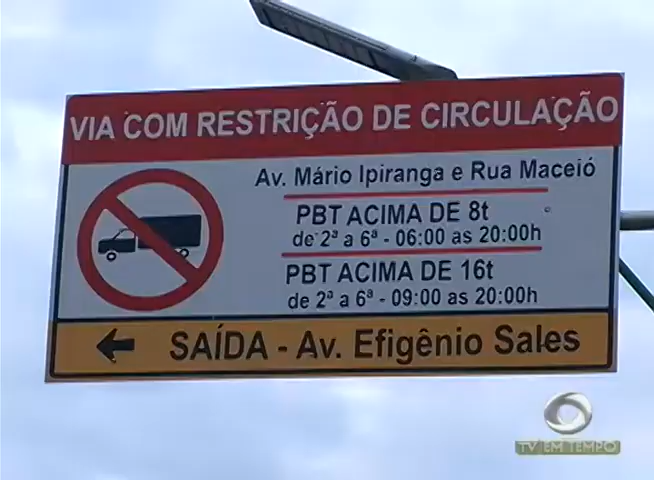 VIA COM RESTRIÇÃO DE CIRCULAÇÃO
Av. Mário Ipiranga e Rua Maceió
PBT ACIMA DE 8t
de 2ª a 6ª - 06:00 as 20:00h
PBT ACIMA DE 16t
de 2ª a 6ª - 09:00 as 20:00h
SAÍDA - Av. Efigênio Sales
TV EM TEMPO